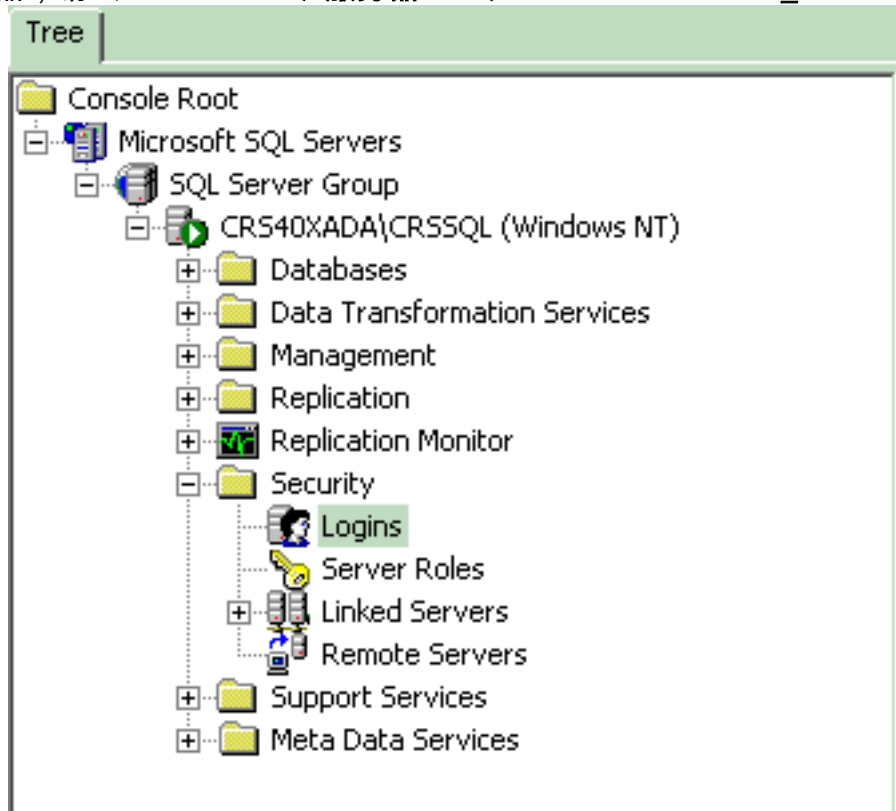 Tree
Console Root
Microsoft SQL Servers
SQL Server Group
CRS40XADA\CRSSQL (Windows NT)
Databases
Data Transformation Services
Management
Replication
Replication Monitor
Security
Logins
Server Roles
Linked Servers
Remote Servers
Support Services
Meta Data Services